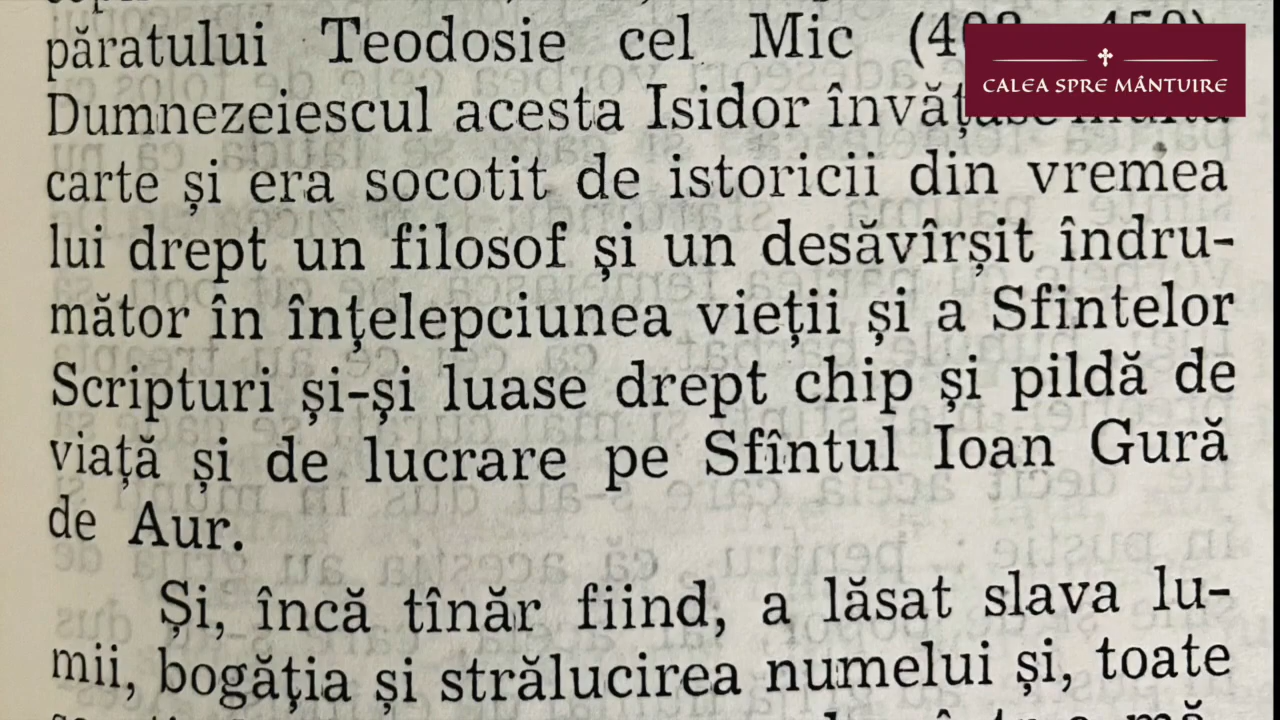 păratului Teodosie cel Mic
CALEA SPRE MÂNTUIRE
Dumnezeiescul acesta Isidor
carte și era socotit de istoricii din vremea
lui drept un filosof și un desăvîrșit îndru-
mător în înțelepciunea vieții și a Sfintelor
Scripturi și-și luase drept chip și pildă de
viață și de lucrare pe Sfîntul Ioan Gură
de Aur.
Și, încă tînăr fiind, a lăsat slava lu-
mii, bogăția și strălucirea numelui și, toate